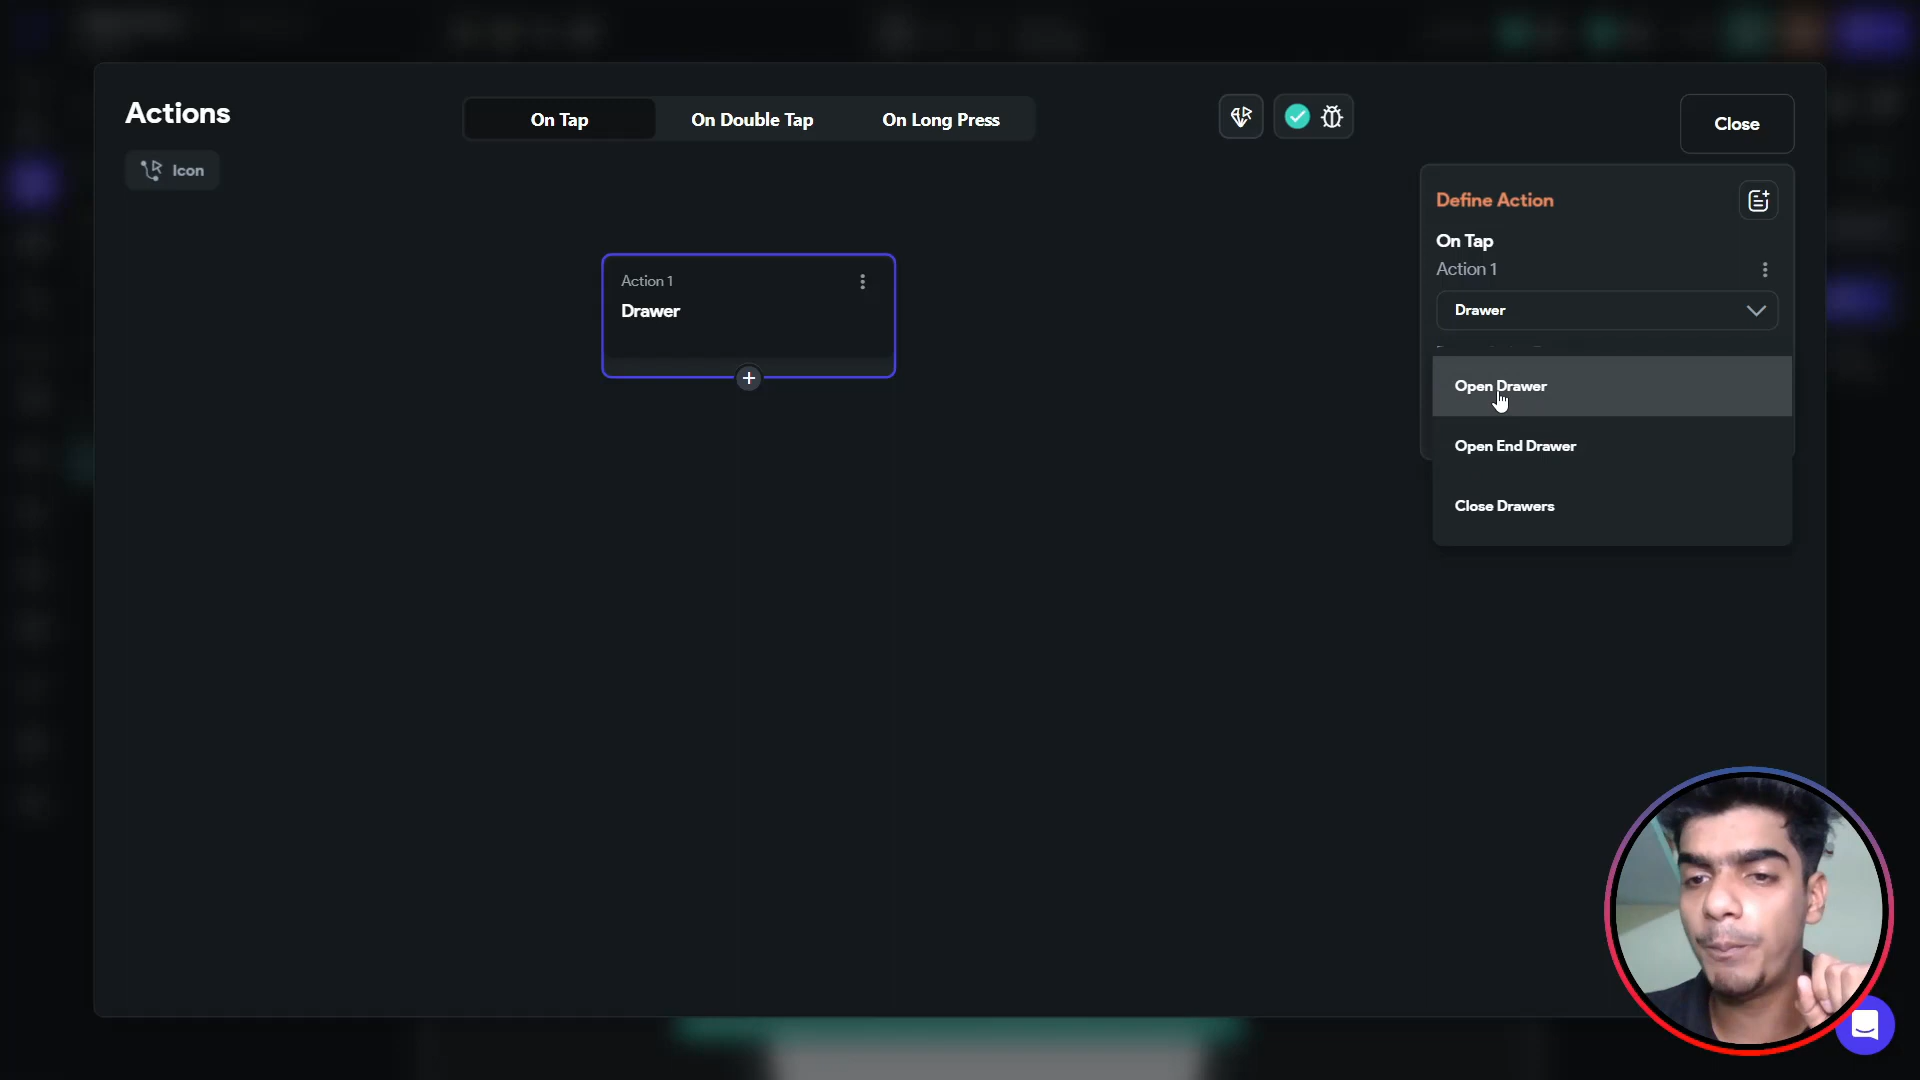 Actions
On Tap
On Double Tap
On Long Press
Close
Icon
Define Action
On Tap
Action 1
Drawer
Action 1
Drawer
Open Drawer
Open End Drawer
Close Drawers